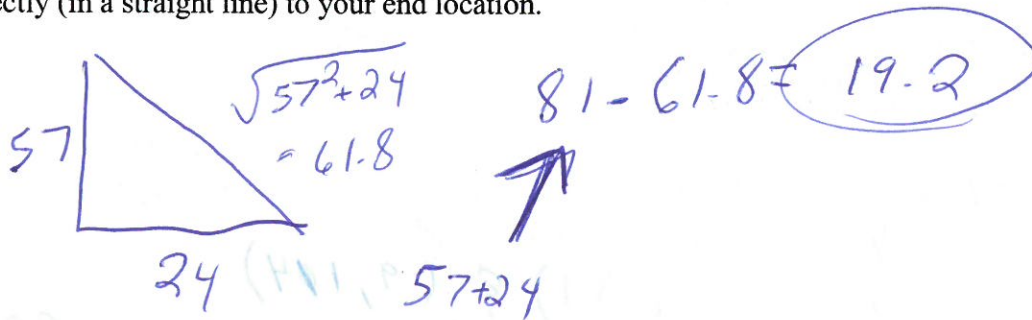 ectly (in a straight line) to your end location.
57
√57²+24
= 61.8
24
81 - 61.8 = 19.2
57+24